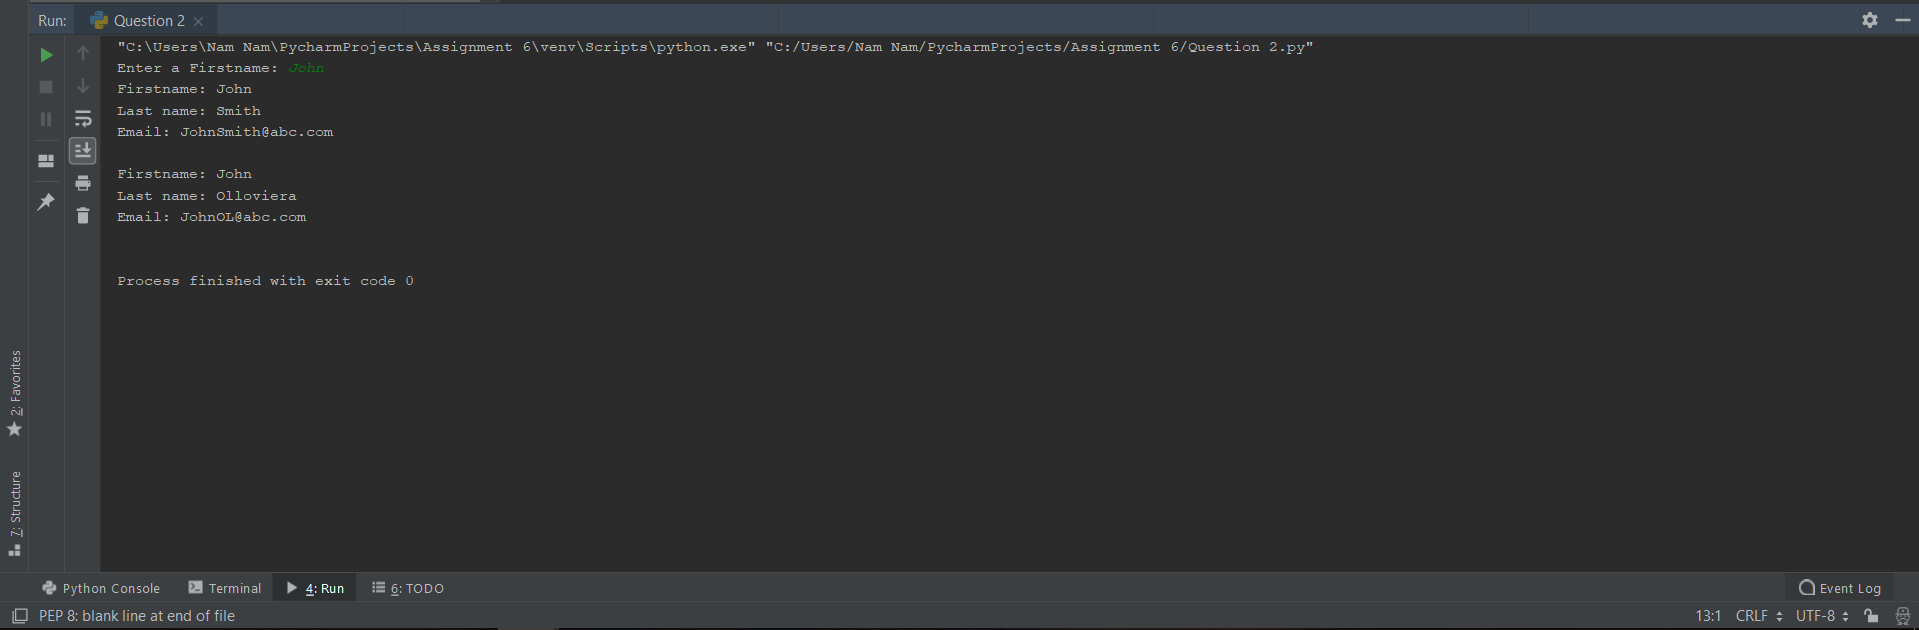 Run: Question 2
"C:\Users\Nam Nam\PycharmProjects\Assignment 6\venv\Scripts\python.exe" "C:/Users/Nam Nam/PycharmProjects/Assignment 6/Question 2.py"
Enter a Firstname: John
Firstname: John
Last name: Smith
Email: JohnSmith@abc.com
Firstname: John
Last name: Olloviera
Email: JohnOL@abc.com
Process finished with exit code 0
2: Favorites
7: Structure
Python Console Terminal 4: Run 6: TODO Event Log
PEP 8: blank line at end of file 13:1 CRLF UTF-8